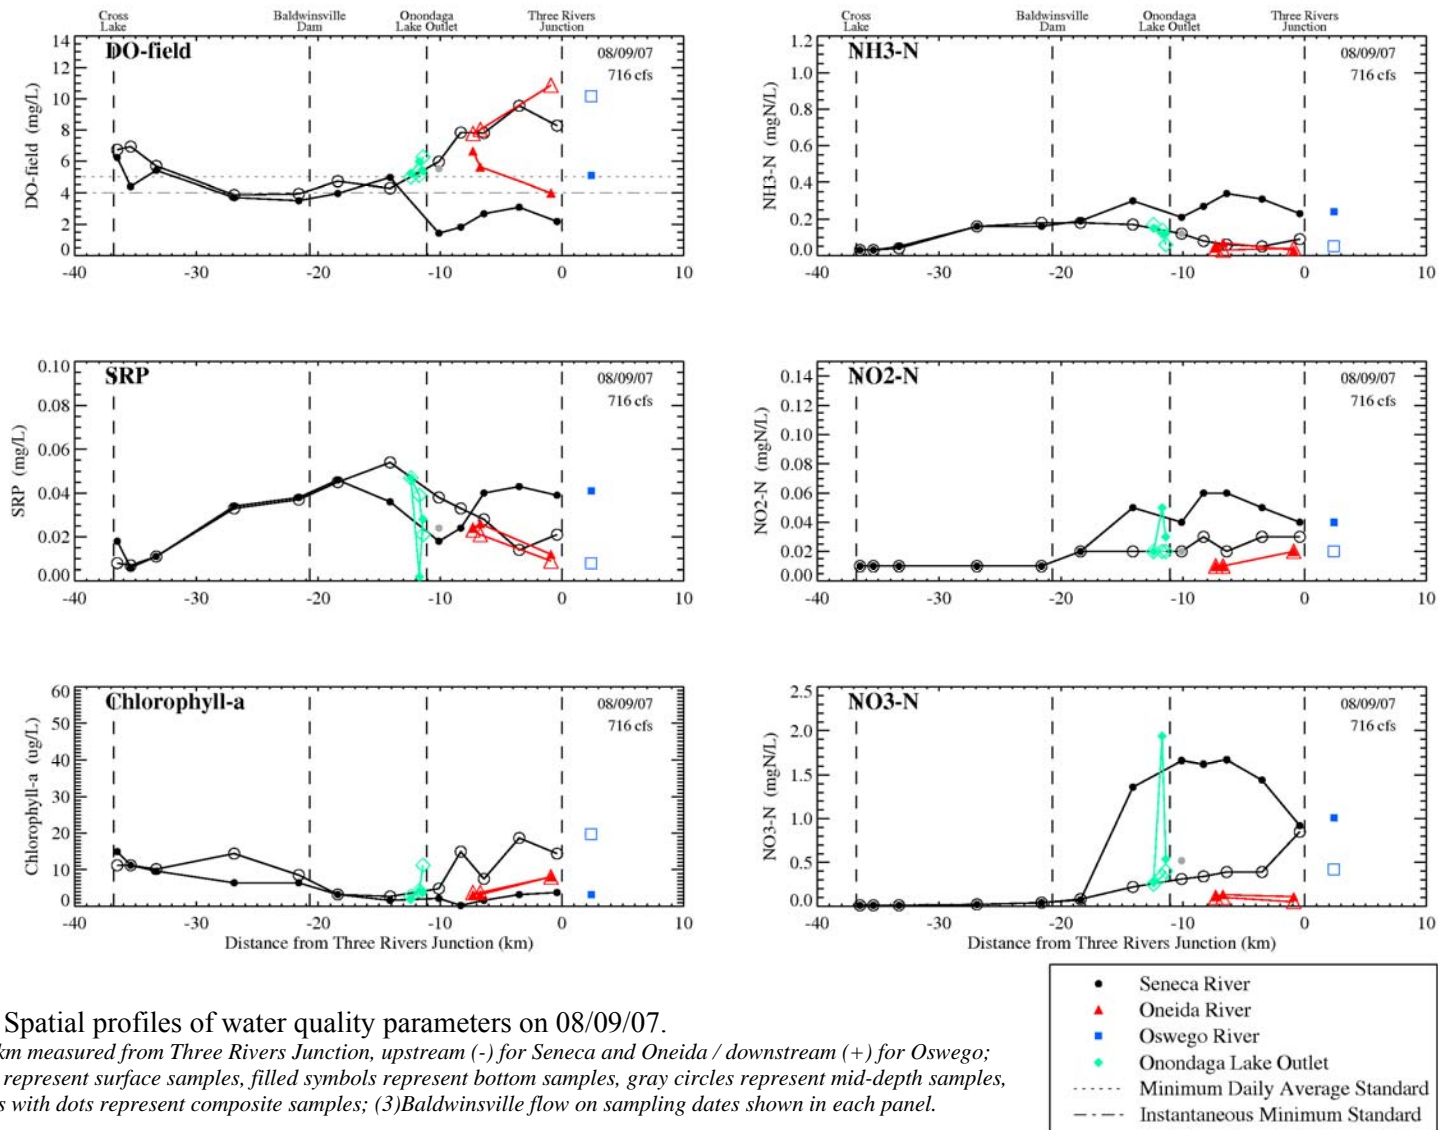 Cross Lake
Baldwinsville Dam
Onondaga Lake Outlet
Three Rivers Junction
DO-field
08/09/07
716 cfs
DO-field (mg/L)
14
12
10
8
6
4
2
0
-40 -30 -20 -10 0 10
Cross Lake
Baldwinsville Dam
Onondaga Lake Outlet
Three Rivers Junction
NH3-N
08/09/07
716 cfs
NH3-N (mgN/L)
1.2
1.0
0.8
0.6
0.4
0.2
0.0
-40 -30 -20 -10 0 10
SRP
08/09/07
716 cfs
SRP (mg/L)
0.10
0.08
0.06
0.04
0.02
0.00
-40 -30 -20 -10 0 10
NO2-N
08/09/07
716 cfs
NO2-N (mgN/L)
0.14
0.12
0.10
0.08
0.06
0.04
0.02
0.00
-40 -30 -20 -10 0 10
Chlorophyll-a
08/09/07
716 cfs
Chlorophyll-a (ug/L)
60
50
40
30
20
10
0
-40 -30 -20 -10 0 10
Distance from Three Rivers Junction (km)
NO3-N
08/09/07
716 cfs
NO3-N (mgN/L)
2.5
2.0
1.5
1.0
0.5
0.0
-40 -30 -20 -10 0 10
Distance from Three Rivers Junction (km)
Seneca River
Oneida River
Oswego River
Onondaga Lake Outlet
Minimum Daily Average Standard
Instantaneous Minimum Standard
Spatial profiles of water quality parameters on 08/09/07.
km measured from Three Rivers Junction, upstream (-) for Seneca and Oneida / downstream (+) for Oswego;
represent surface samples, filled symbols represent bottom samples, gray circles represent mid-depth samples,
s with dots represent composite samples; (3)Baldwinsville flow on sampling dates shown in each panel.